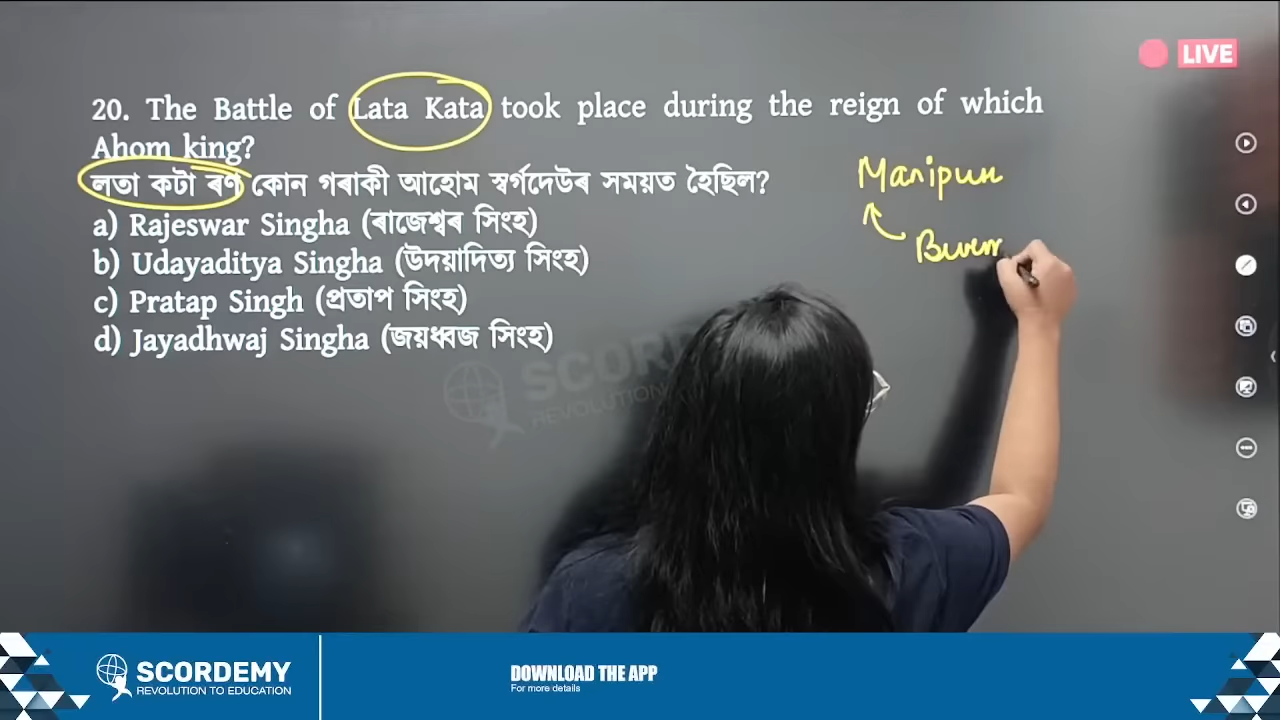 LIVE
20. The Battle of Lata Kata took place during the reign of which
Ahom king?
লতা কটা ৰণ কোন গৰাকী আহোম স্বৰ্গদেউৰ সময়ত হৈছিল?
a) Rajeswar Singha (ৰাজেশ্বৰ সিংহ)
b) Udayaditya Singha (উদয়াদিত্য সিংহ)
c) Pratap Singh (প্ৰতাপ সিংহ)
d) Jayadhwaj Singha (জয়ধ্বজ সিংহ)
Manipur
SCORDEMY
REVOLUTION TO EDUCATION
DOWNLOAD THE APP
For more details